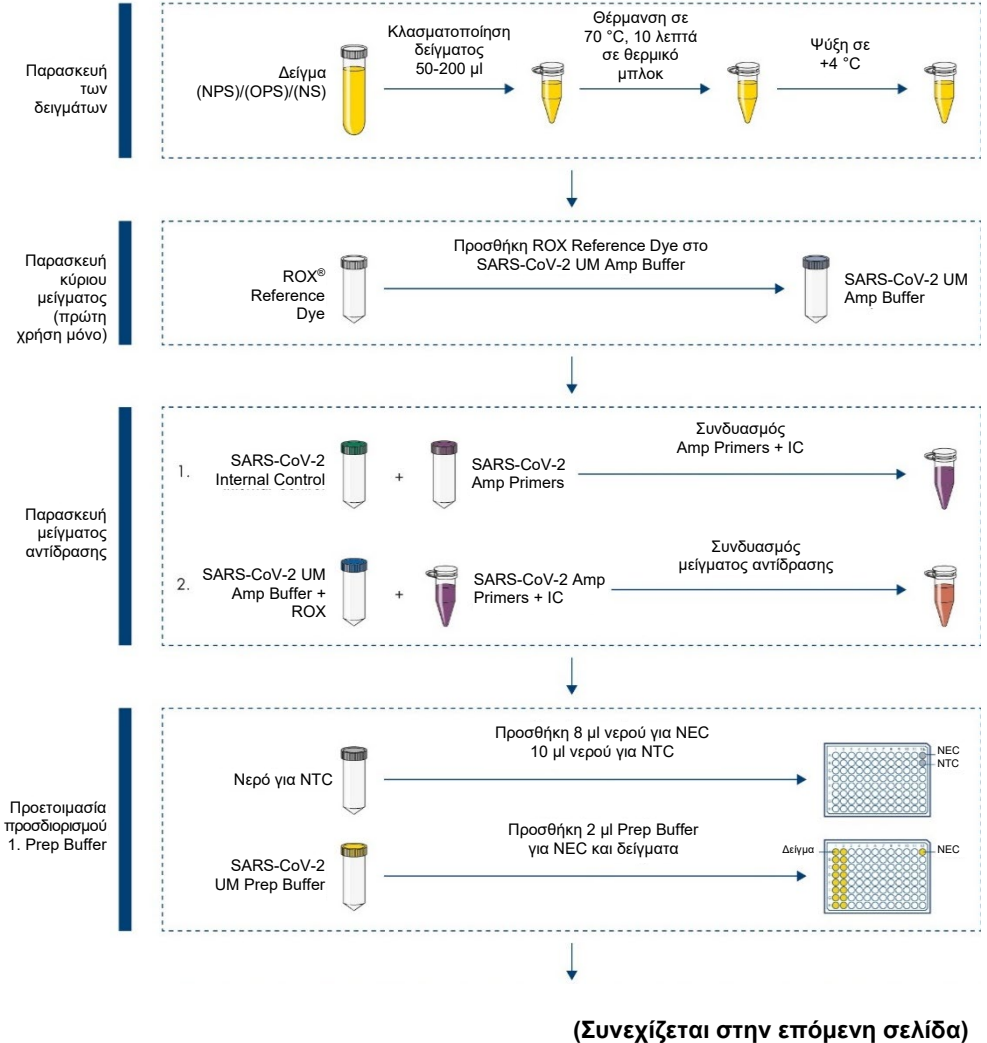 Παρασκευή
των
δειγμάτων
Δείγμα
(NPS)/(OPS)/(NS)
Κλασματοποίηση
δείγματος
50-200 μl
Θέρμανση σε
70 °C, 10 λεπτά
σε θερμικό
μπλοκ
Ψύξη σε
+4 °C
Παρασκευή
κύριου
μείγματος
(πρώτη
χρήση μόνο)
ROX®
Reference
Dye
Προσθήκη ROX Reference Dye στο
SARS-CoV-2 UM Amp Buffer
SARS-CoV-2 UM
Amp Buffer
Παρασκευή
μείγματος
αντίδρασης
1.
SARS-CoV-2
Internal Control
+
SARS-CoV-2
Amp Primers
Συνδυασμός
Amp Primers + IC
2.
SARS-CoV-2 UM
Amp Buffer +
ROX
+
SARS-CoV-2 Amp
Primers + IC
Συνδυασμός
μείγματος αντίδρασης
Προετοιμασία
προσδιορισμού
1. Prep Buffer
Νερό για NTC
Προσθήκη 8 μl νερού για NEC
10 μl νερού για NTC
NEC
NTC
SARS-CoV-2
UM Prep Buffer
Προσθήκη 2 μl Prep Buffer
για NEC και δείγματα
Δείγμα
NEC
(Συνεχίζεται στην επόμενη σελίδα)